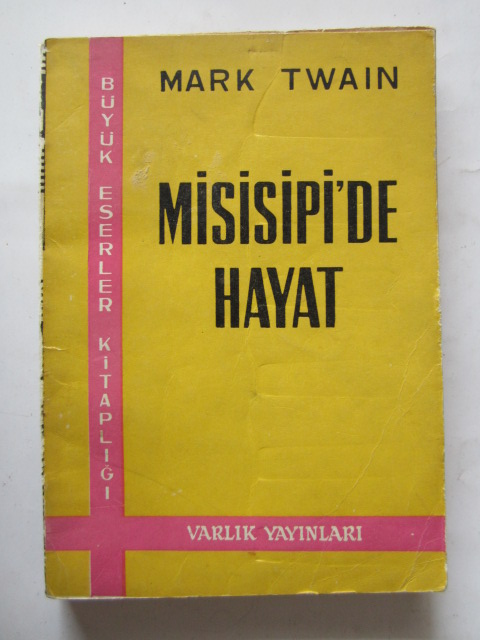 MARK TWAIN
MİSİSİPİ'DE
HAYAT
BÜYÜK ESERLER KİTAPLIĞI
VARLIK YAYINLARI